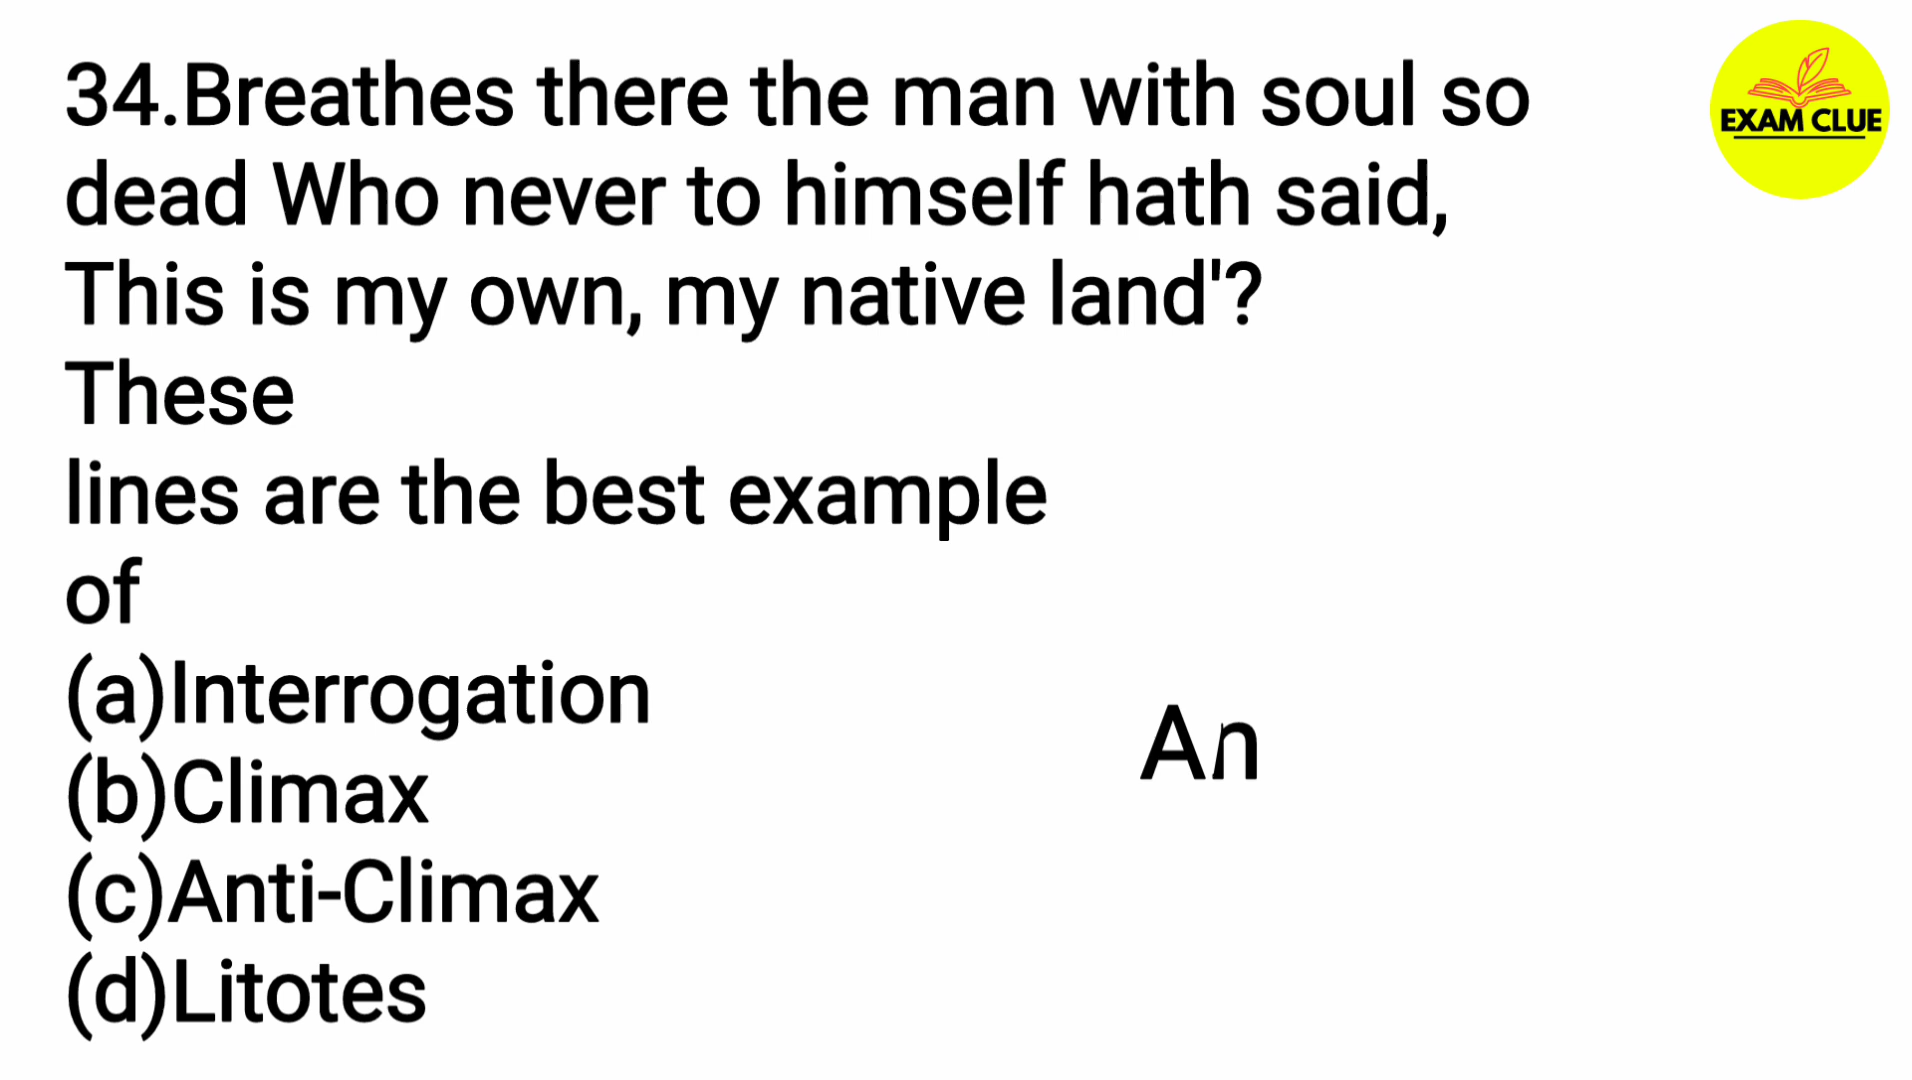 34.Breathes there the man with soul so
dead Who never to himself hath said,
This is my own, my native land'?
These
lines are the best example
of
(a)Interrogation
(b)Climax
(c)Anti-Climax
(d)Litotes
An
EXAM CLUE